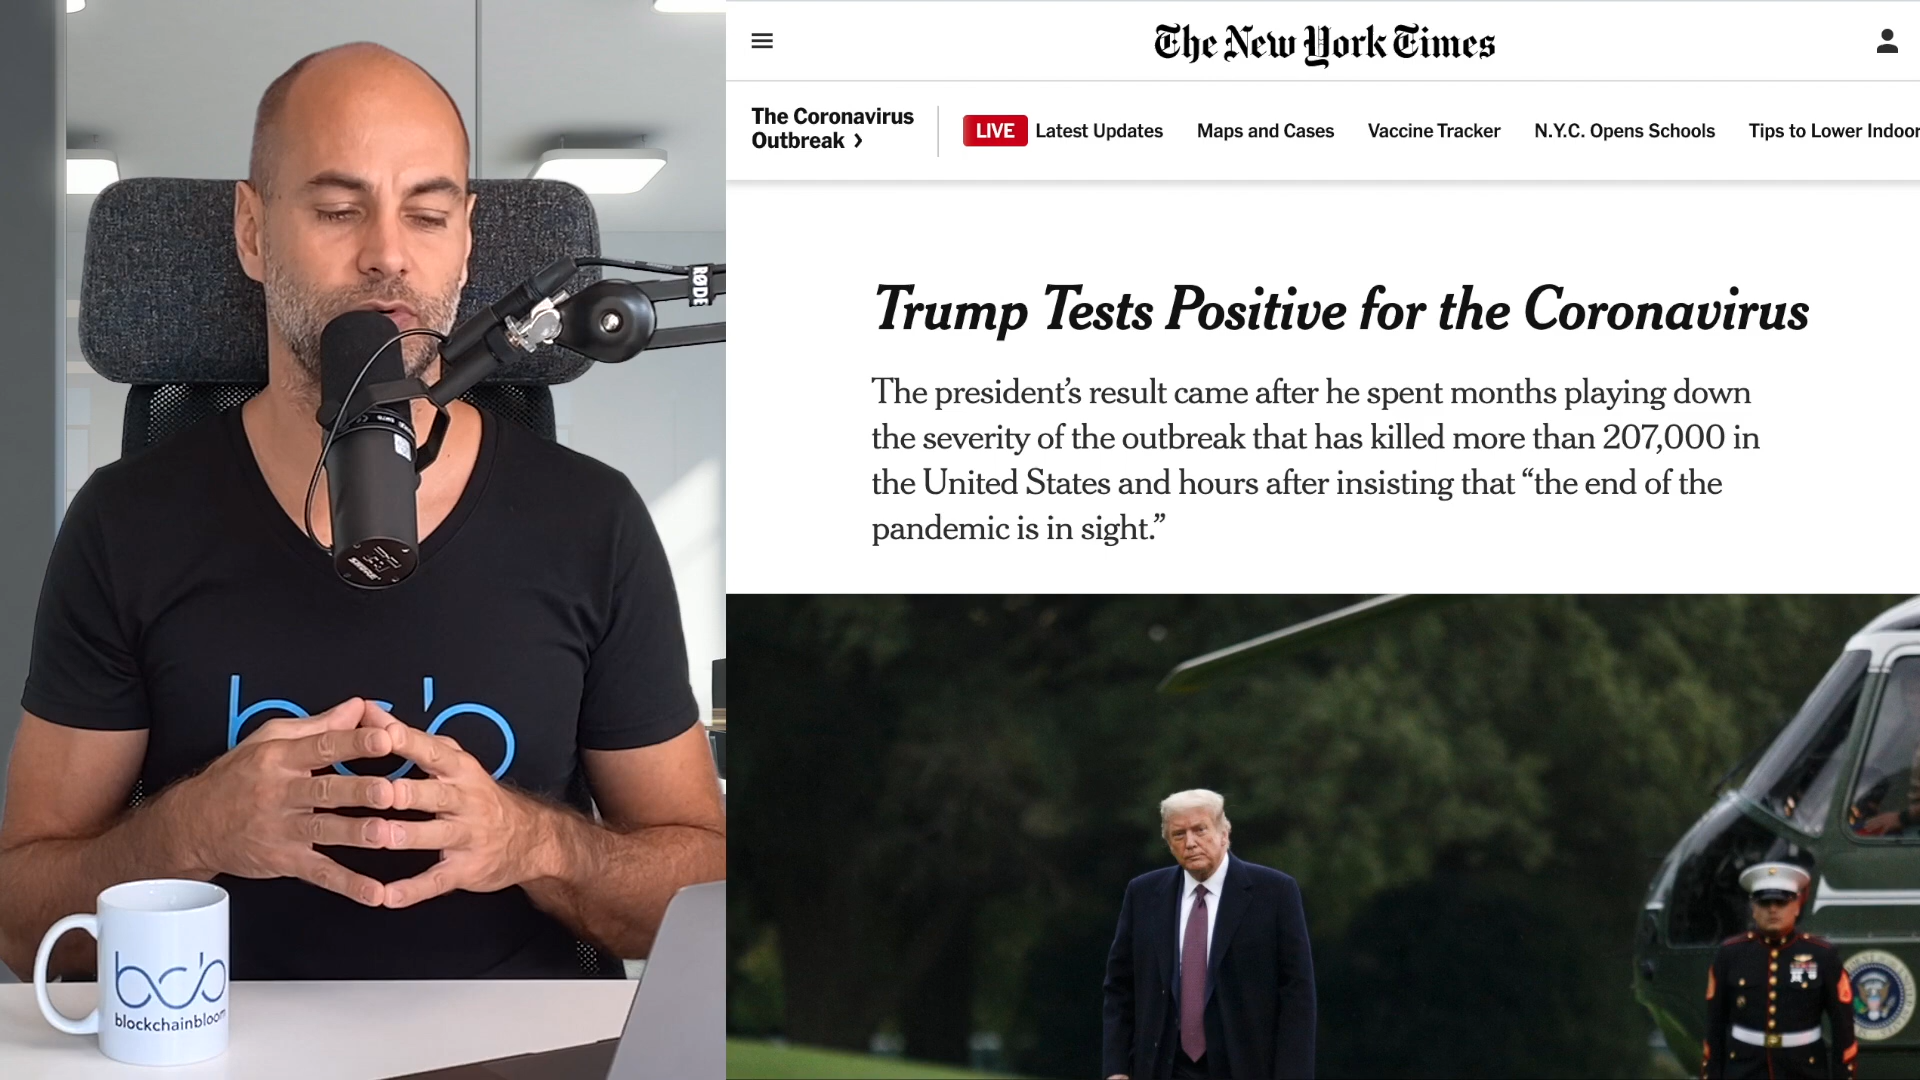 RØDE
SHURE
bcb
bcb
blockchainbloom
The New York Times
The Coronavirus
Outbreak ›
LIVE Latest Updates Maps and Cases Vaccine Tracker N.Y.C. Opens Schools Tips to Lower Indoor
Trump Tests Positive for the Coronavirus
The president’s result came after he spent months playing down
the severity of the outbreak that has killed more than 207,000 in
the United States and hours after insisting that “the end of the
pandemic is in sight.”